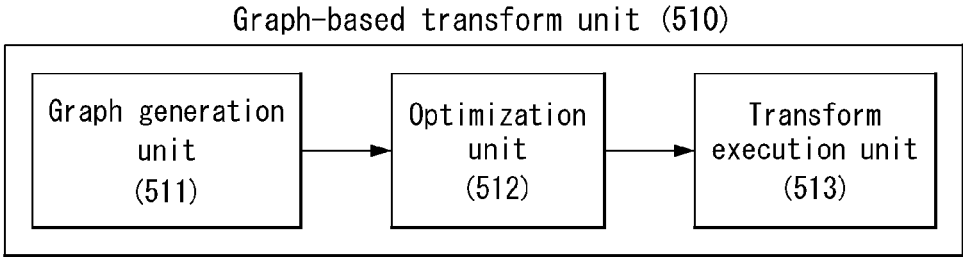 Graph-based transform unit (510)
Graph generation
unit
(511)
Optimization
unit
(512)
Transform
execution unit
(513)